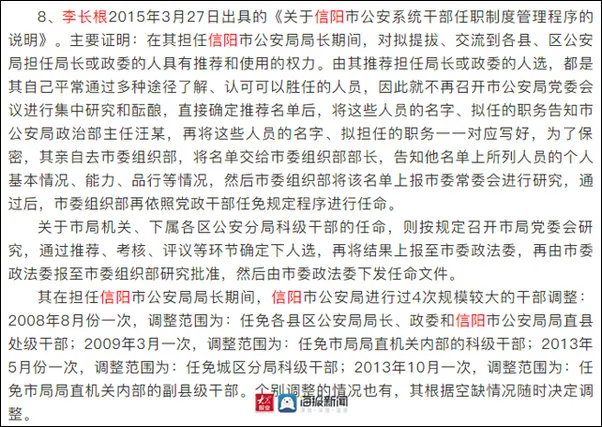 8、李长根2015年3月27日出具的《关于信阳市公安系统干部任职制度管理程序的
说明》。主要证明：在其担任信阳市公安局局长期间，对拟提拔、交流到各县、区公安
局担任局长或政委的人具有推荐和使用的权力。由其推荐担任局长或政委的人选，都是
其自己平常通过多种途径了解、认可可以胜任的人员，因此就不再召开市公安局党委会
议进行集中研究和酝酿，直接确定推荐名单后，将这些人员的名字、拟任的职务告知市
公安局政治部主任汪某，再将这些人员的名字、拟担任的职务一一对应写好，为了保
密，其亲自去市委组织部，将名单交给市委组织部部长，告知他名单上所列人员的个人
基本情况、能力、品行等情况，然后市委组织部将该名单上报市委常委会进行研究，通
过后，市委组织部再依照党政干部任免规定程序进行任命。
关于市局机关、下属各区公安分局科级干部的任命，则按规定召开市局党委会研
究，通过推荐、考核、评议等环节确定下人选，再将结果上报至市委政法委，再由市委
政法委报至市委组织部研究批准，然后由市委政法委下发任命文件。
其在担任信阳市公安局局长期间，信阳市公安局进行过4次规模较大的干部调整：
2008年8月份一次，调整范围为：任免各县区公安局局长、政委和信阳市公安局局直县
处级干部；2009年3月一次，调整范围为：任免市局局直机关内部的科级干部；2013年
5月份一次，调整范围为：任免城区分局科级干部；2013年10月一次，调整范围为：任
免市局局直机关内部的副县级干部。个别调整的情况也有，其根据空缺情况随时决定调
整。
大众报业 海报新闻